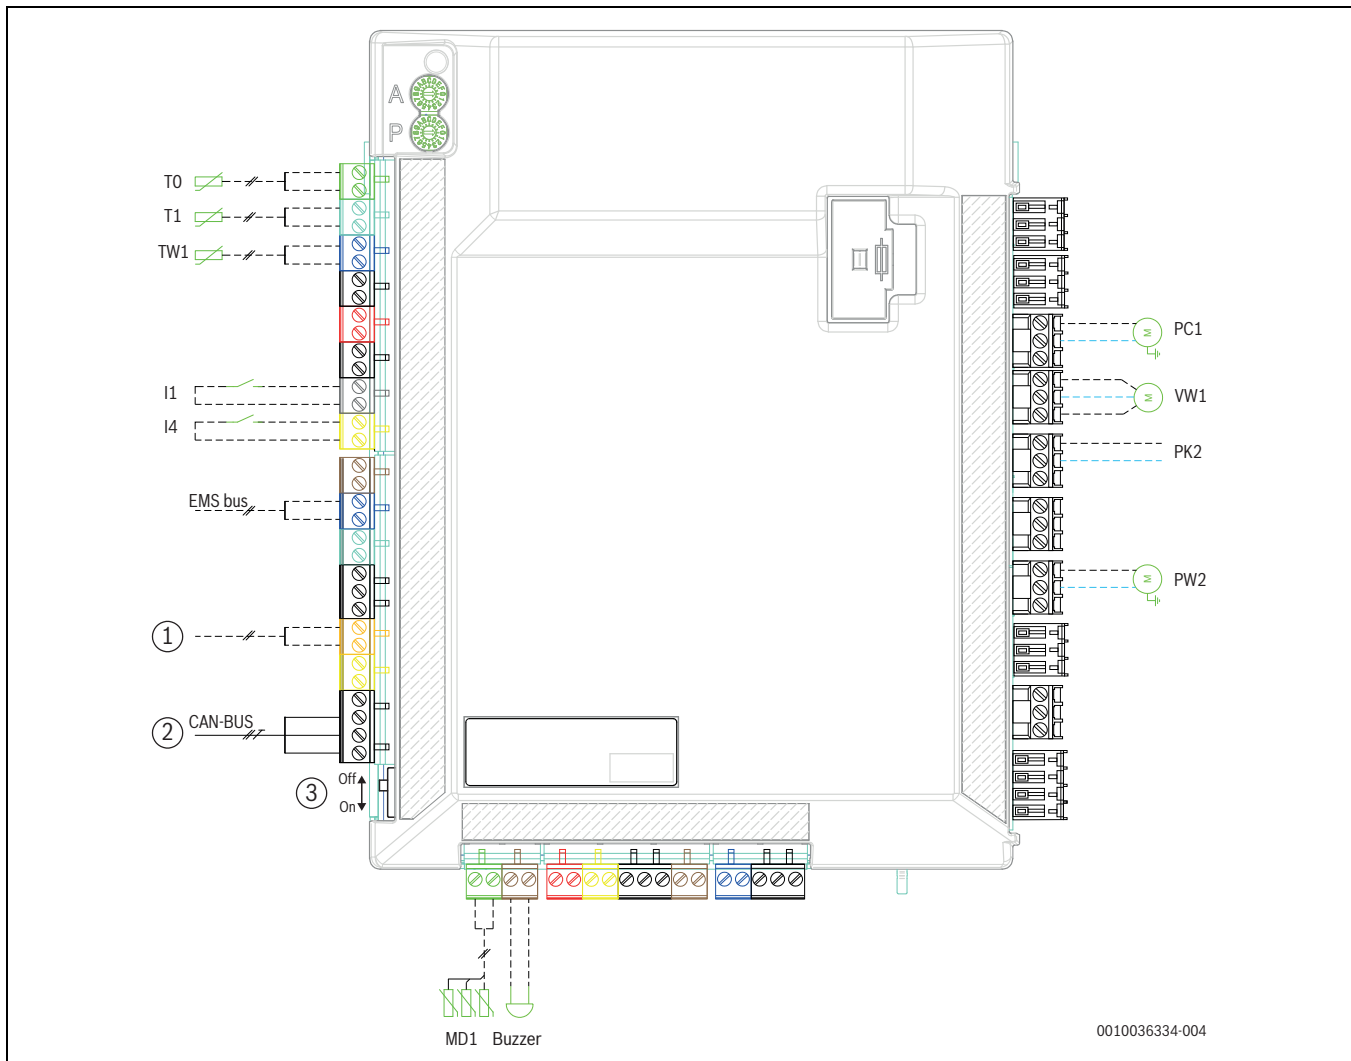 A
P
T0
T1
TW1
I1
I4
EMS bus
1
2 CAN-BUS
3 Off
On
PC1
M
VW1
M
PK2
PW2
M
MD1 Buzzer
0010036334-004